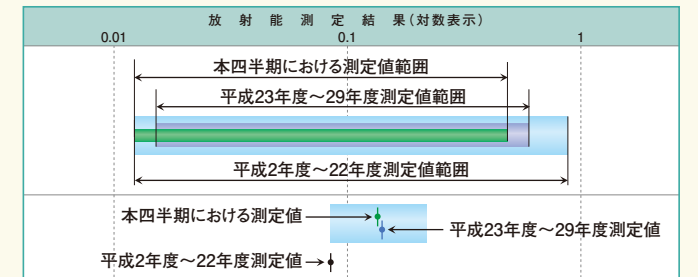 放射能測定結果(対数表示)
0.01 0.1 1
本四半期における測定値範囲
平成23年度～29年度測定値範囲
平成2年度～22年度測定値範囲
本四半期における測定値
平成23年度～29年度測定値
平成2年度～22年度測定値